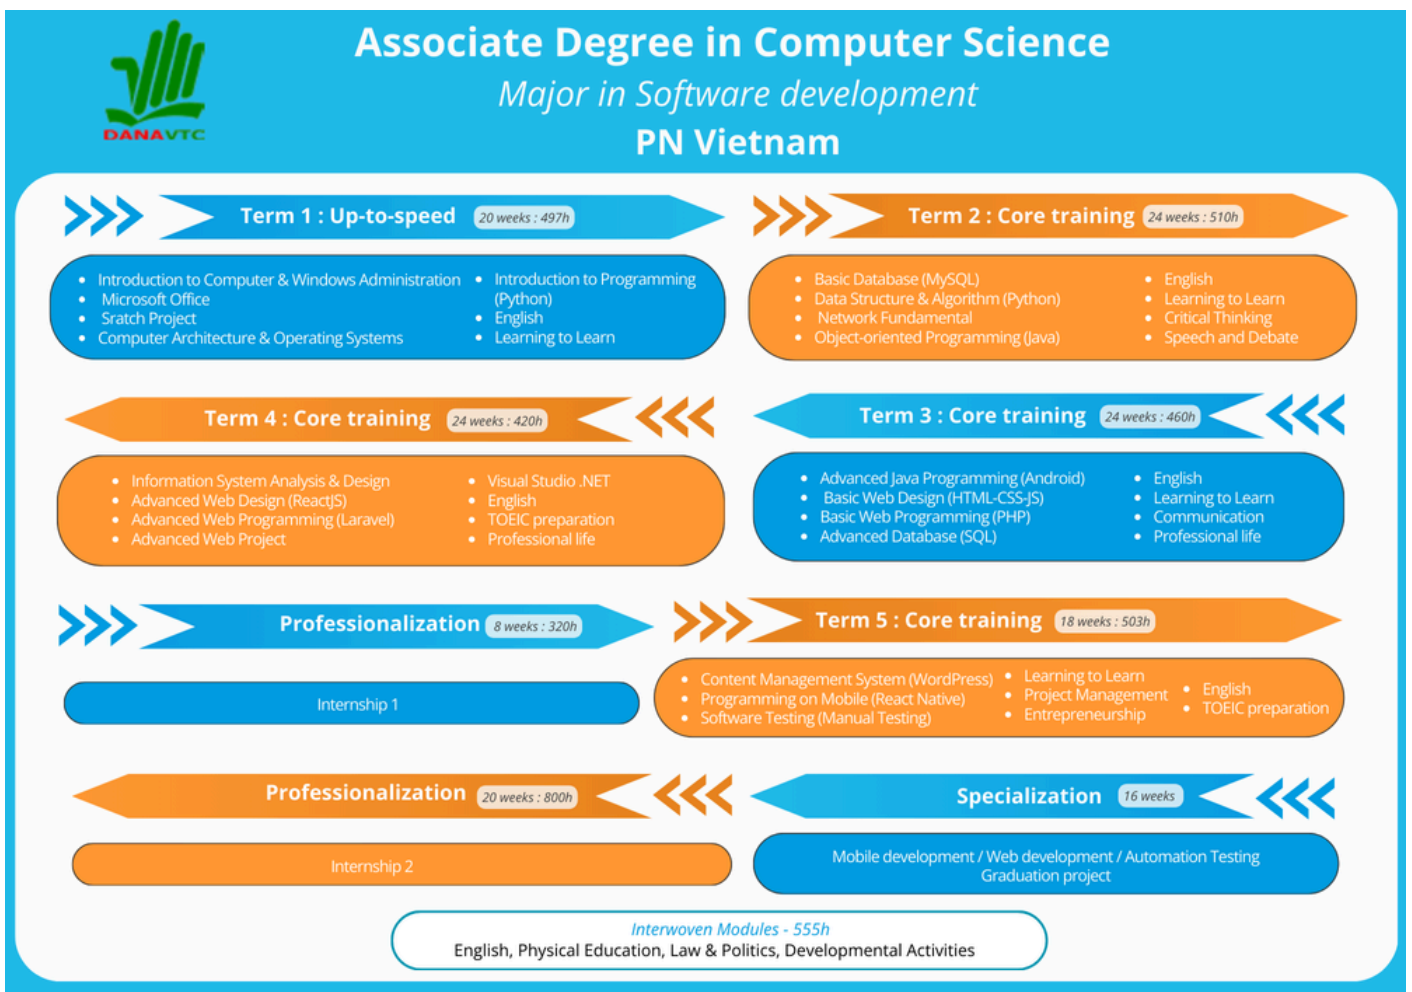 DANAVTC
Associate Degree in Computer Science
Major in Software development
PN Vietnam
Term 1 : Up-to-speed
20 weeks : 497h
Introduction to Computer & Windows Administration
Microsoft Office
Sratch Project
Computer Architecture & Operating Systems
Introduction to Programming
(Python)
English
Learning to Learn
Term 2 : Core training
24 weeks : 510h
Basic Database (MySQL)
Data Structure & Algorithm (Python)
Network Fundamental
Object-oriented Programming (Java)
English
Learning to Learn
Critical Thinking
Speech and Debate
Term 4 : Core training
24 weeks : 420h
Information System Analysis & Design
Advanced Web Design (ReactJS)
Advanced Web Programming (Laravel)
Advanced Web Project
Visual Studio .NET
English
TOEIC preparation
Professional life
Term 3 : Core training
24 weeks : 460h
Advanced Java Programming (Android)
Basic Web Design (HTML-CSS-JS)
Basic Web Programming (PHP)
Advanced Database (SQL)
English
Learning to Learn
Communication
Professional life
Professionalization
8 weeks : 320h
Internship 1
Term 5 : Core training
18 weeks : 503h
Content Management System (WordPress)
Programming on Mobile (React Native)
Software Testing (Manual Testing)
Learning to Learn
Project Management
Entrepreneurship
English
TOEIC preparation
Professionalization
20 weeks : 800h
Internship 2
Specialization
16 weeks
Mobile development / Web development / Automation Testing
Graduation project
Interwoven Modules - 555h
English, Physical Education, Law & Politics, Developmental Activities